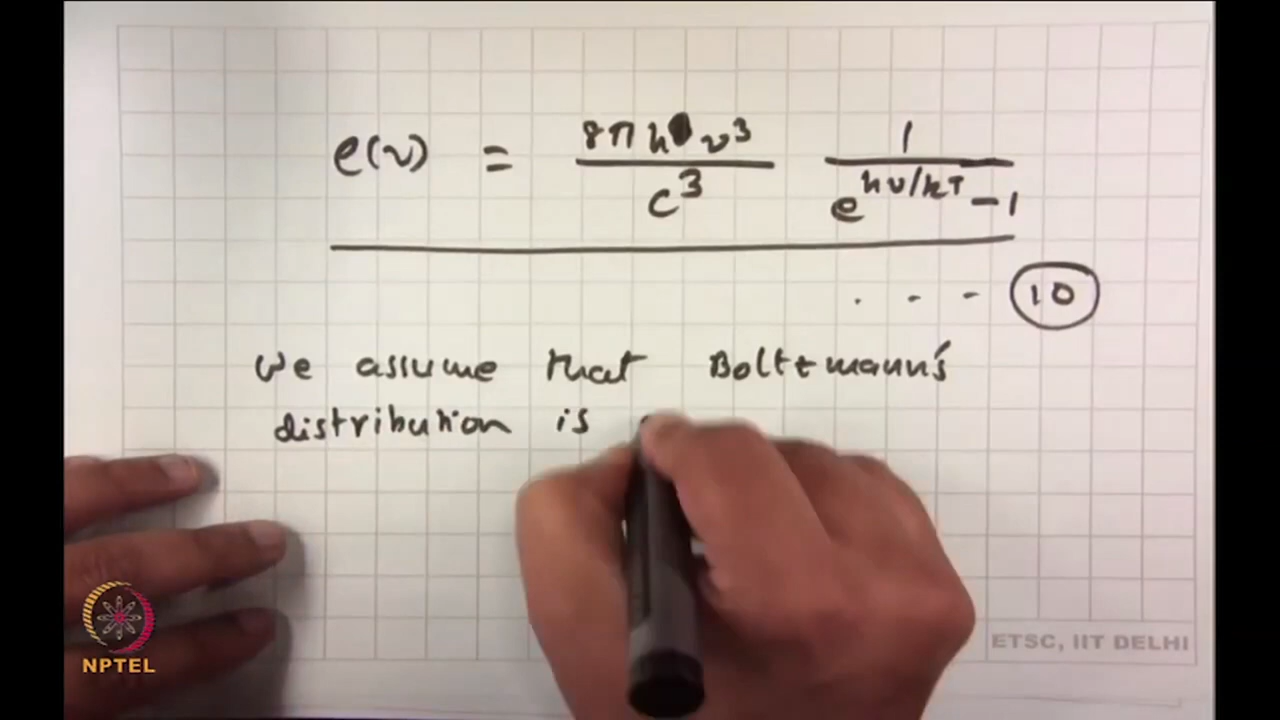 e(ν) = 8πhν³/c³ 1/(e^{hν/kT} - 1)
. - - 10
We assume that Boltzmann's
distribution is
ETSC, IIT DELHI
NPTEL